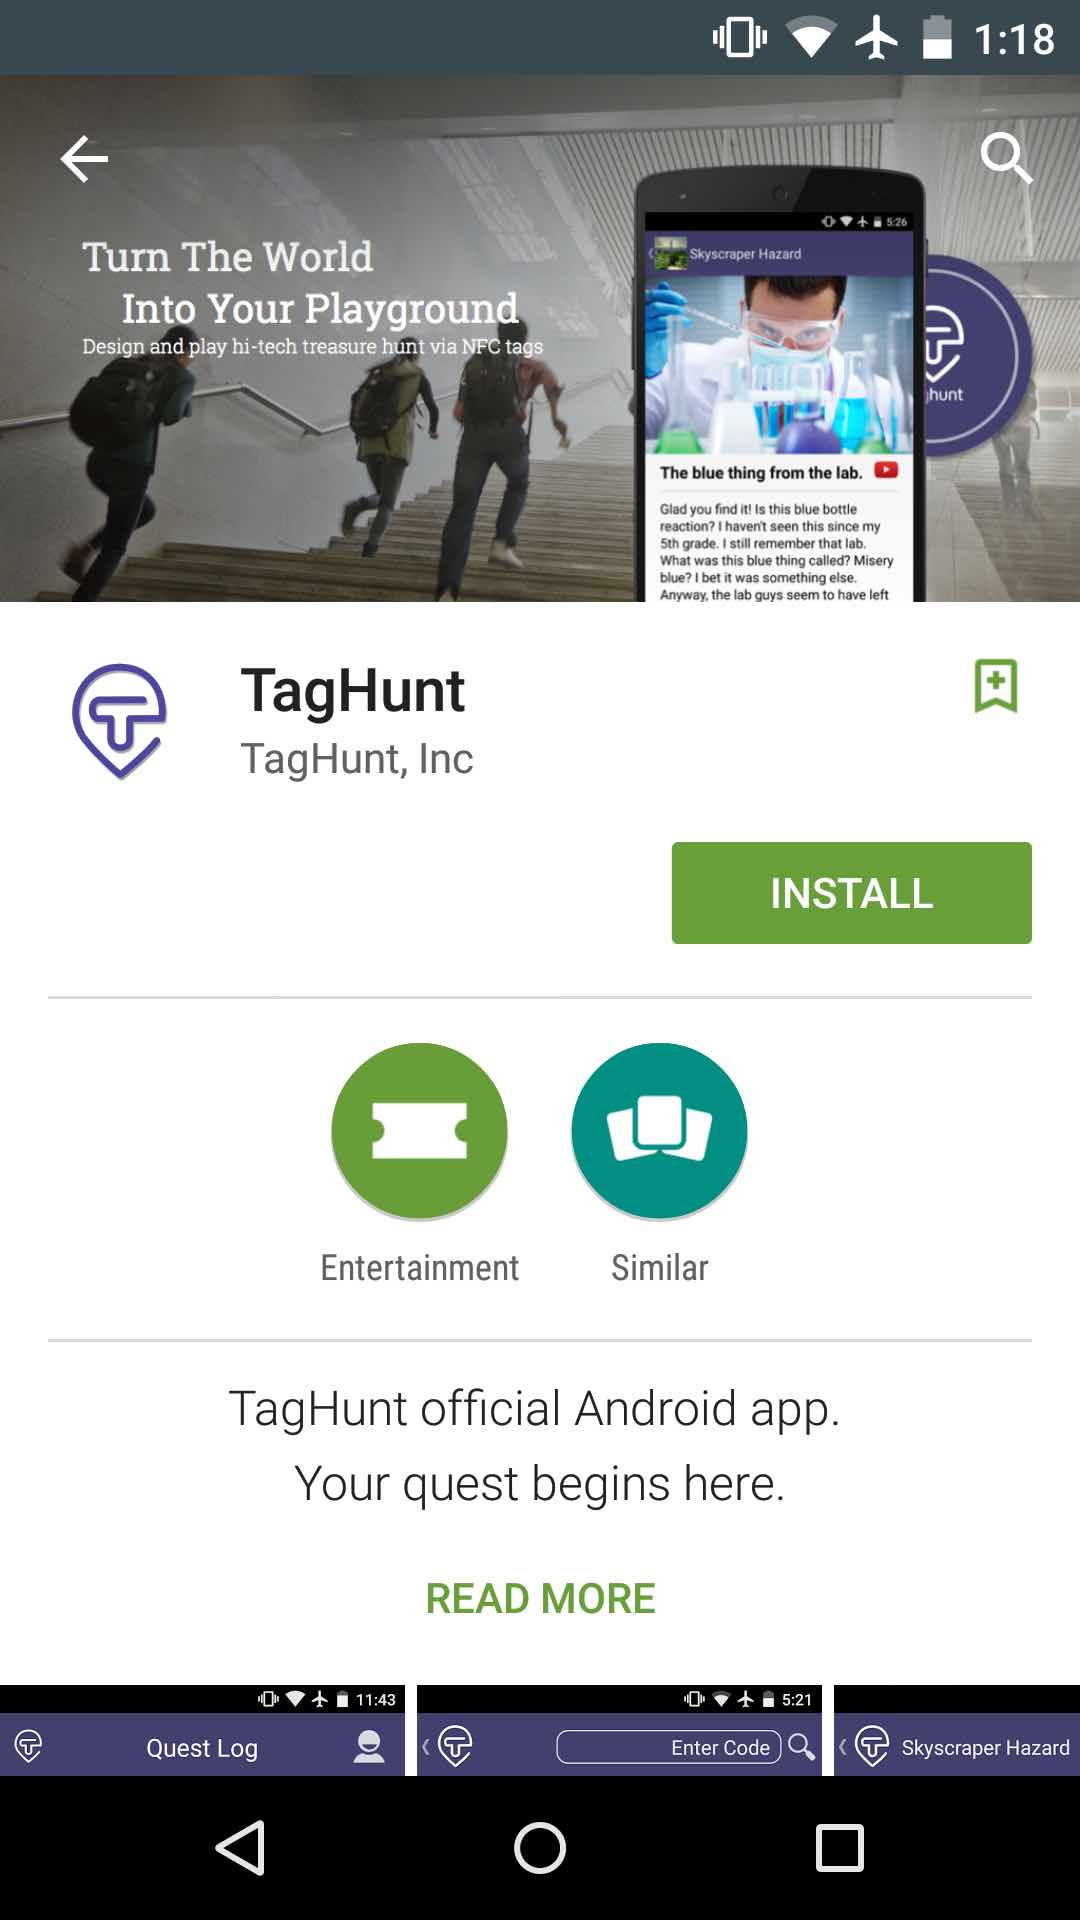 1:18
Turn The World
Into Your Playground
Design and play hi-tech treasure hunt via NFC tags
5:26
Skyscraper Hazard
The blue thing from the lab.
Glad you find it! Is this blue bottle
reaction? I haven't seen this since my
5th grade. I still remember that lab.
What was this blue thing called? Misery
blue? I bet it was something else.
Anyway, the lab guys seem to have left
hunt
TagHunt
TagHunt, Inc
INSTALL
Entertainment
Similar
TagHunt official Android app.
Your quest begins here.
READ MORE
11:43
Quest Log
5:21
Enter Code
Skyscraper Hazard